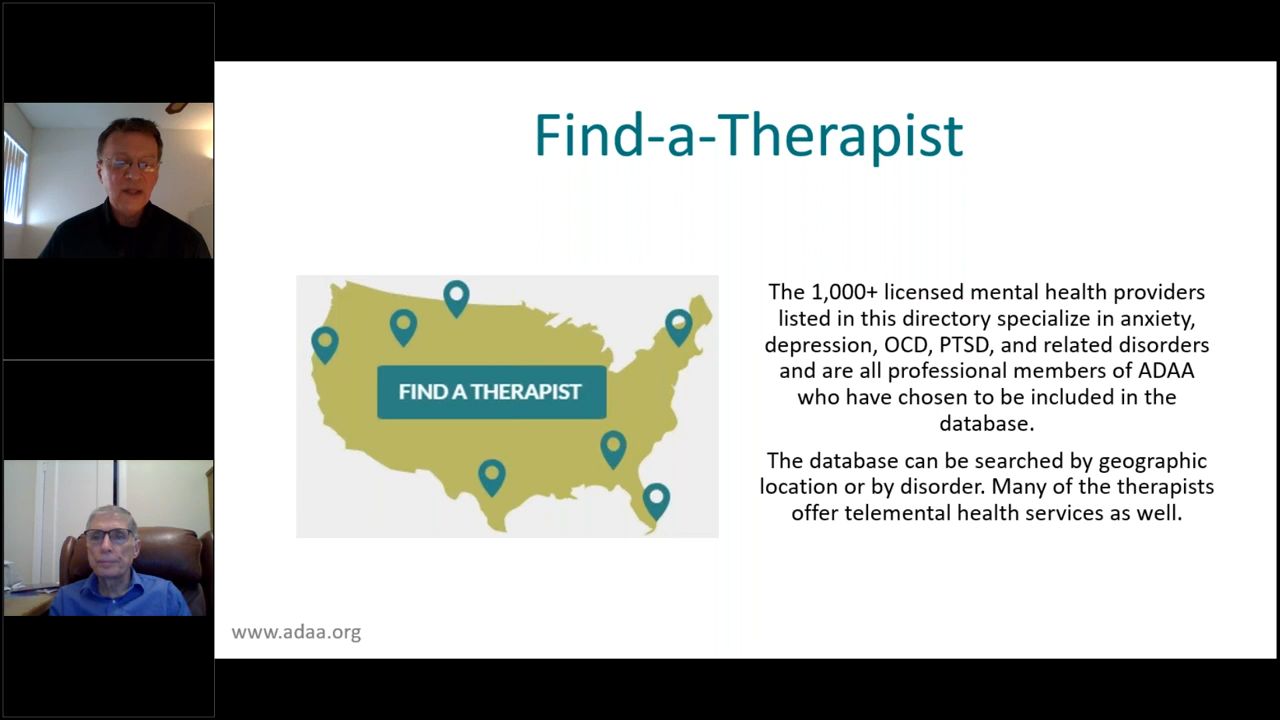 Find-a-Therapist
FIND A THERAPIST
The 1,000+ licensed mental health providers
listed in this directory specialize in anxiety,
depression, OCD, PTSD, and related disorders
and are all professional members of ADAA
who have chosen to be included in the
database.
The database can be searched by geographic
location or by disorder. Many of the therapists
offer telemental health services as well.
www.adaa.org